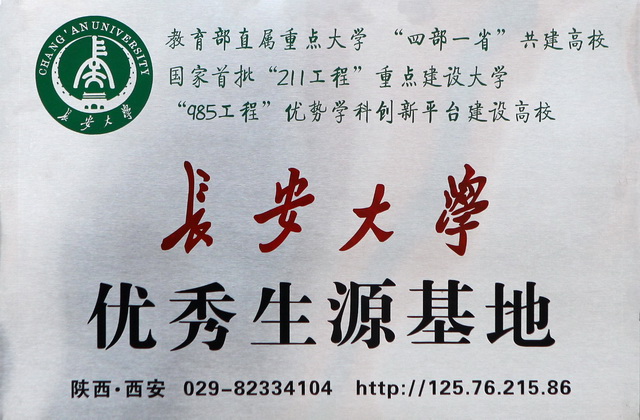 CHANG'AN UNIVERSITY
長安大學
教育部直属重点大学 “四部一省”共建高校
国家首批“211工程”重点建设大学
“985工程”优势学科创新平台建设高校
長安大學
优秀生源基地
陕西·西安 029-82334104 http://125.76.215.86